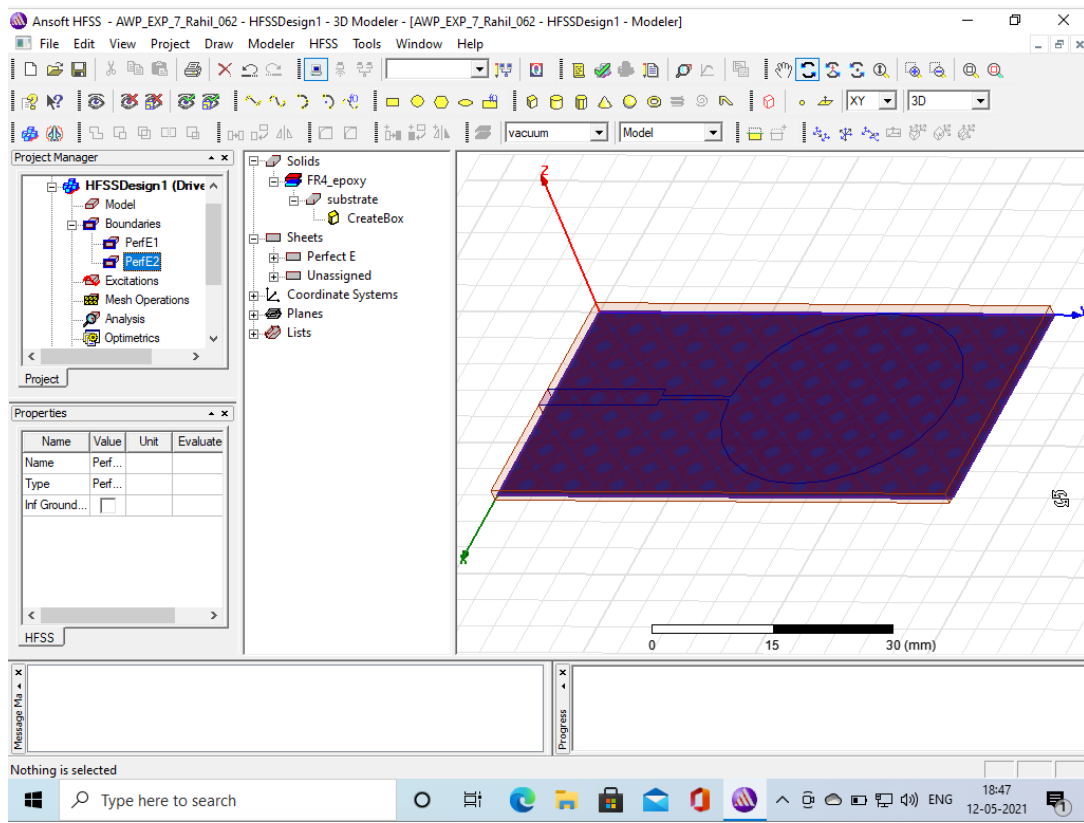 Ansoft HFSS - AWP_EXP_7_Rahil_062 - HFSSDesign1 - 3D Modeler - [AWP_EXP_7_Rahil_062 - HFSSDesign1 - Modeler]
File Edit View Project Draw Modeler HFSS Tools Window Help
XY 3D
vacuum Model
Project Manager
HFSSDesign1 (Drive
Model
Boundaries
PerfE1
PerfE2
Excitations
Mesh Operations
Analysis
Optimetrics
Project
Solids
FR4_epoxy
substrate
CreateBox
Sheets
Perfect E
Unassigned
Coordinate Systems
Planes
Lists
Properties
Name Value Unit Evaluate
Name Perf...
Type Perf...
Inf Ground...
HFSS
Z
X
0 15 30 (mm)
Message Ma
Progress
Nothing is selected
Type here to search
ENG
18:47
12-05-2021
1